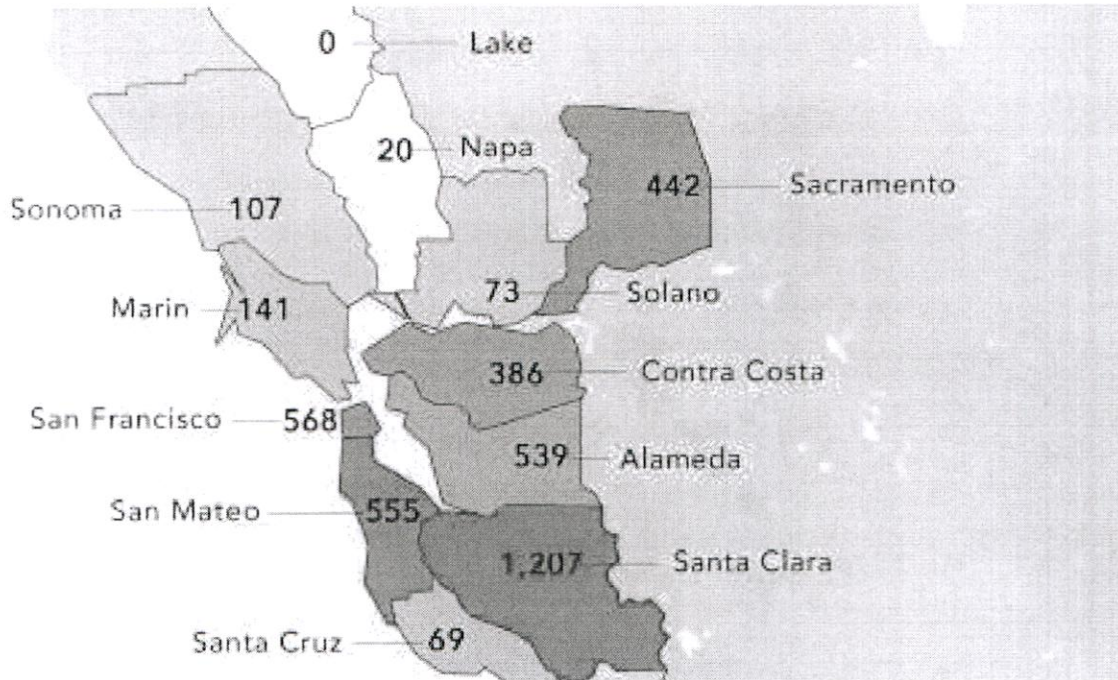 0 Lake
20 Napa
442 Sacramento
Sonoma 107
73 Solano
Marin 141
386 Contra Costa
San Francisco 568
539 Alameda
San Mateo 555
1,207 Santa Clara
Santa Cruz 69